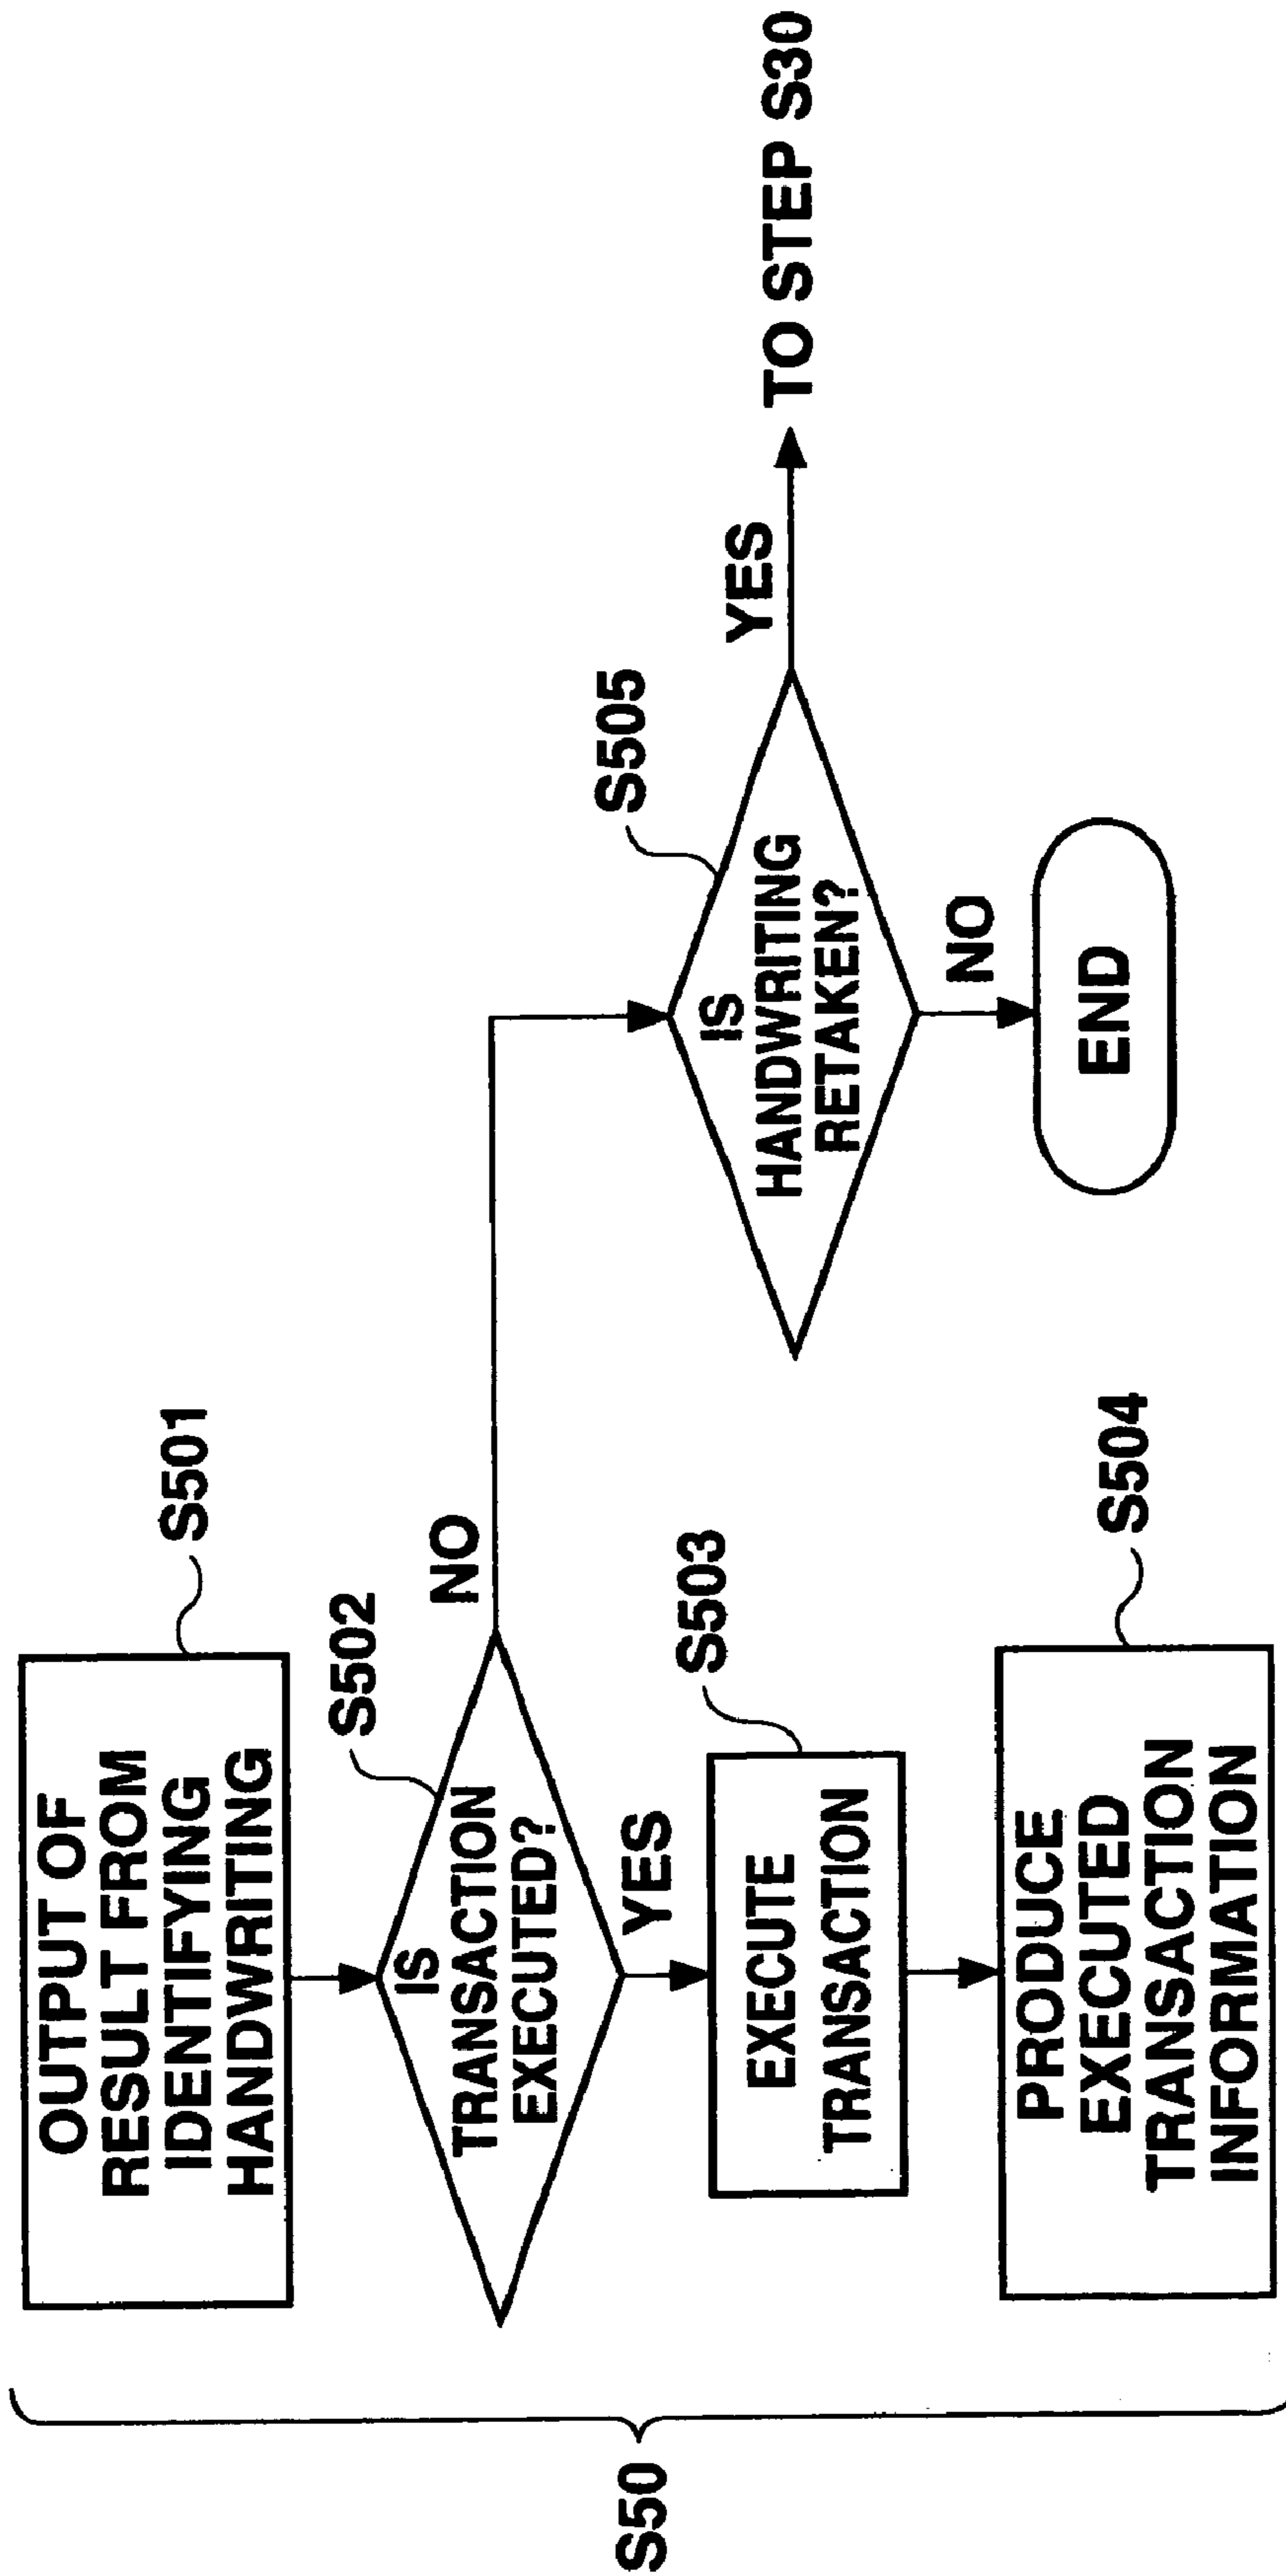 S50
OUTPUT OF
RESULT FROM
IDENTIFYING
HANDWRITING
S501
IS
TRANSACTION
EXECUTED?
S502
NO
YES
EXECUTE
TRANSACTION
S503
PRODUCE
EXECUTED
TRANSACTION
INFORMATION
S504
IS
HANDWRITING
RETAKEN?
S505
YES
TO STEP S30
NO
END